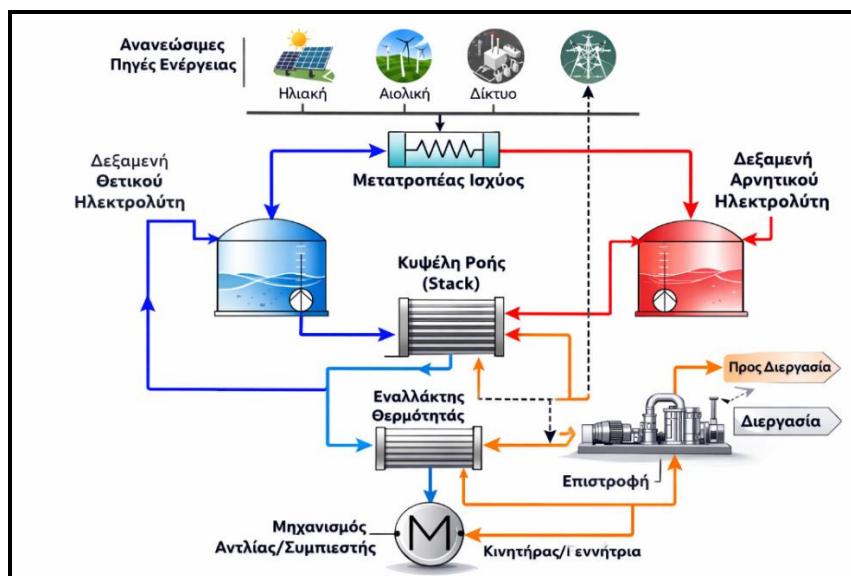 Ανανεώσιμες
Πηγές Ενέργειας
Ηλιακή
Αιολική
Δίκτυο
Δεξαμενή
Θετικού
Ηλεκτρολύτη
Μετατροπέας Ισχύος
Δεξαμενή
Αρνητικού
Ηλεκτρολύτη
Κυψέλη Ροής
(Stack)
Προς Διεργασία
Εναλλάκτης
Θερμότητάς
Διεργασία
Επιστροφή
Μηχανισμός
Αντλίας/Συμπιεστής
M
Κινητήρας/